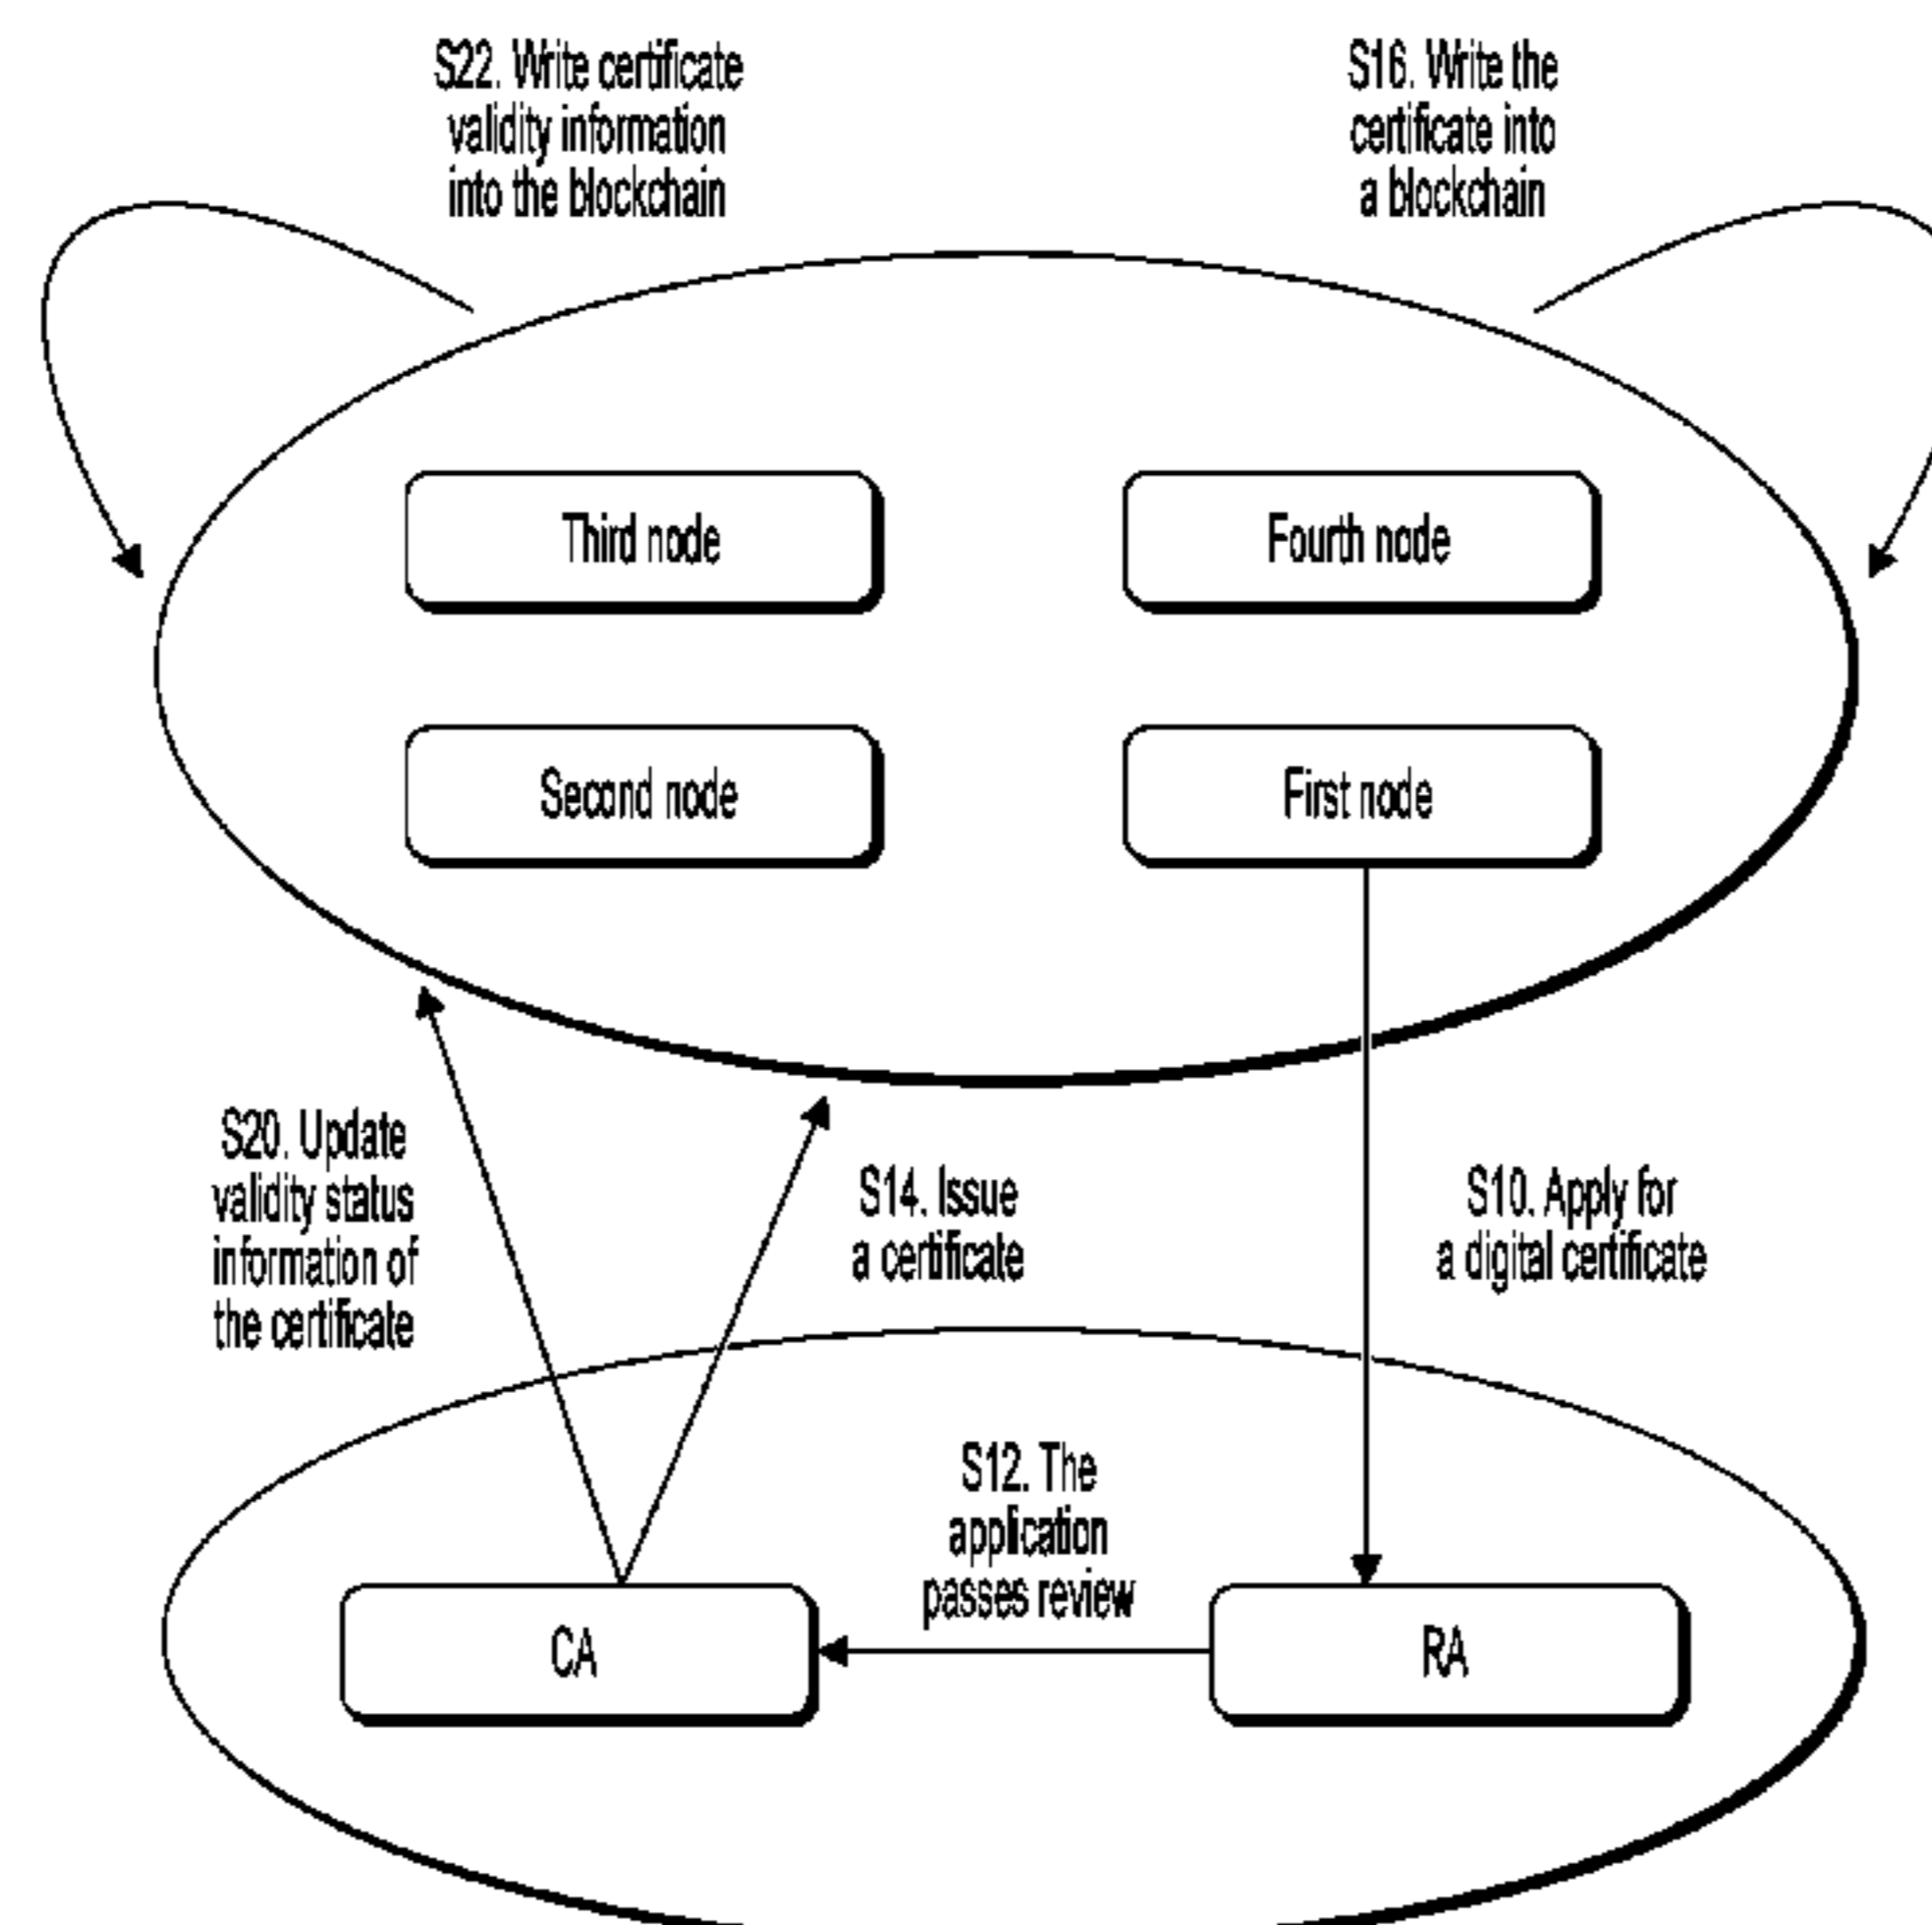 S22. Write certificate
validity information
into the blockchain
S16. Write the
certificate into
a blockchain
Third node
Fourth node
Second node
First node
S20. Update
validity status
information of
the certificate
S14. Issue
a certificate
S10. Apply for
a digital certificate
S12. The
application
passes review
CA
RA